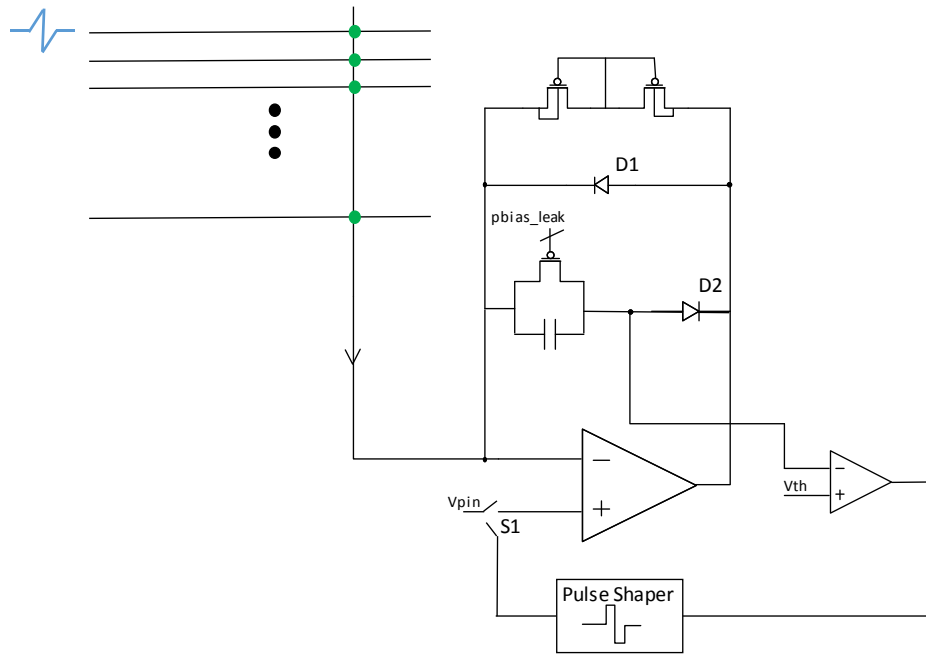 D1
pbias_leak
D2
Vpin
S1
Vth
Pulse Shaper